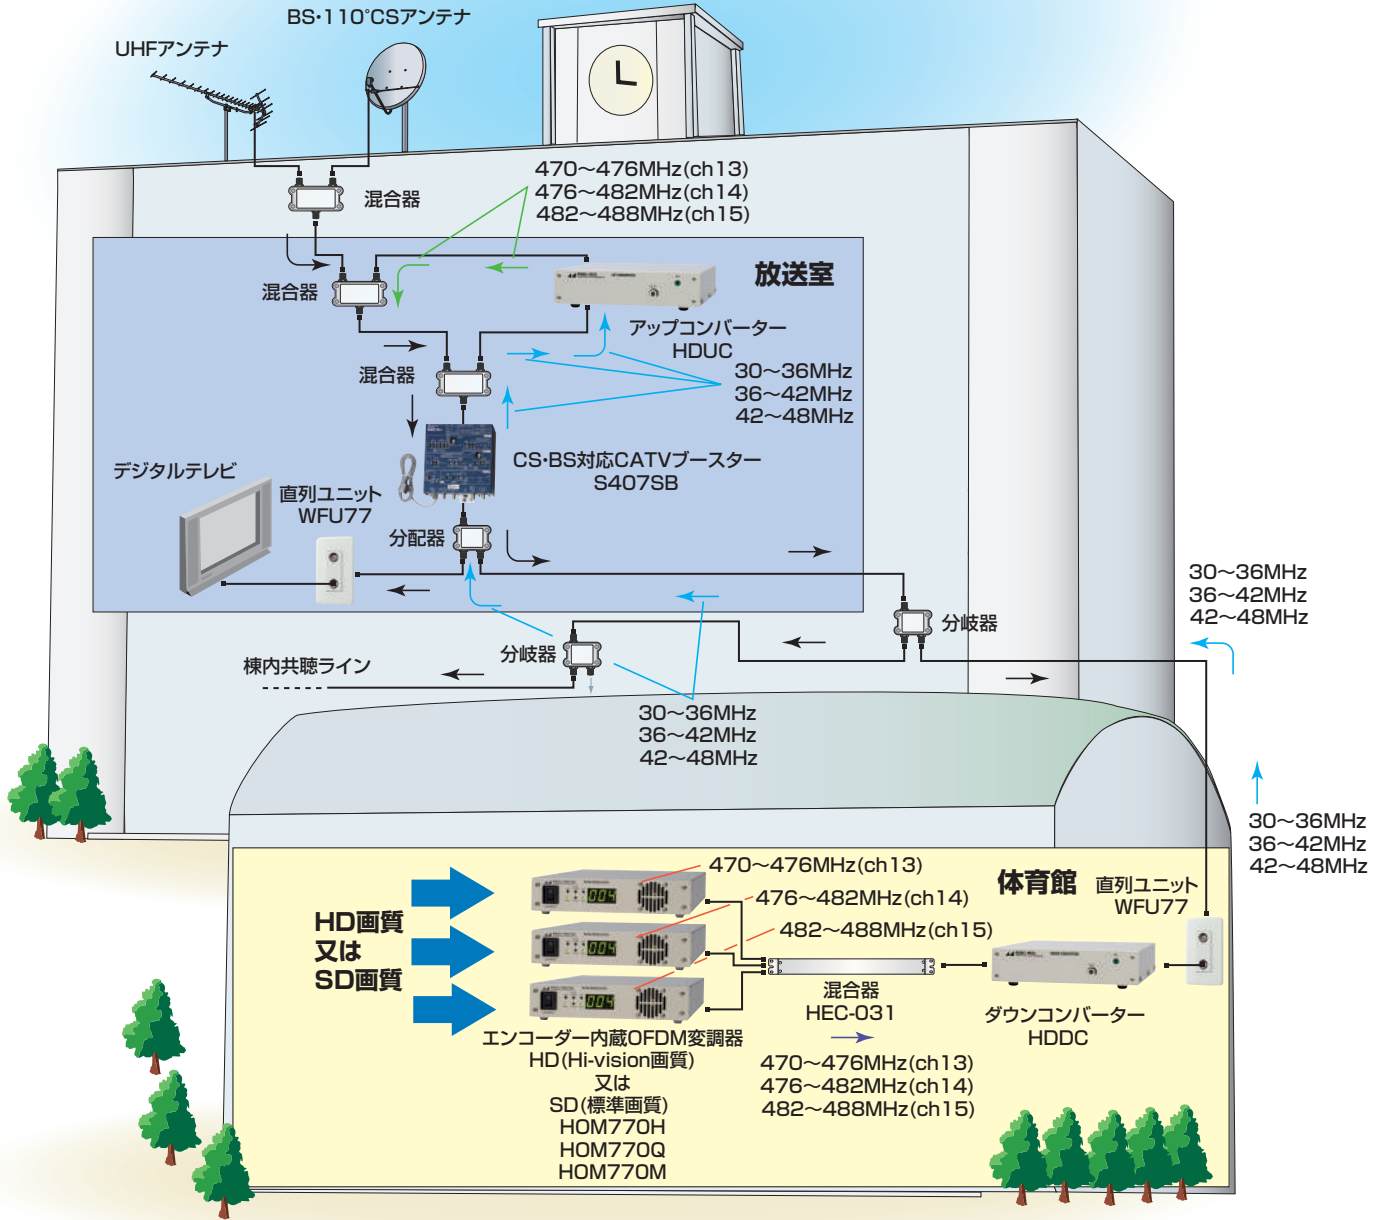 BS・110°CSアンテナ
UHFアンテナ
混合器
470〜476MHz(ch13)
476〜482MHz(ch14)
482〜488MHz(ch15)
放送室
混合器
アップコンバーター
HDUC
混合器
30〜36MHz
36〜42MHz
42〜48MHz
CS・BS対応CATVブースター
S407SB
デジタルテレビ
直列ユニット
WFU77
分配器
30〜36MHz
36〜42MHz
42〜48MHz
分岐器
分岐器
棟内共聴ライン
30〜36MHz
36〜42MHz
42〜48MHz
30〜36MHz
36〜42MHz
42〜48MHz
体育館
直列ユニット
WFU77
470〜476MHz(ch13)
476〜482MHz(ch14)
482〜488MHz(ch15)
HD画質
又は
SD画質
004
004
004
混合器
HEC-031
ダウンコンバーター
HDDC
エンコーダー内蔵OFDM変調器
HD(Hi-vision画質)
又は
SD(標準画質)
HOM770H
HOM770Q
HOM770M
470〜476MHz(ch13)
476〜482MHz(ch14)
482〜488MHz(ch15)